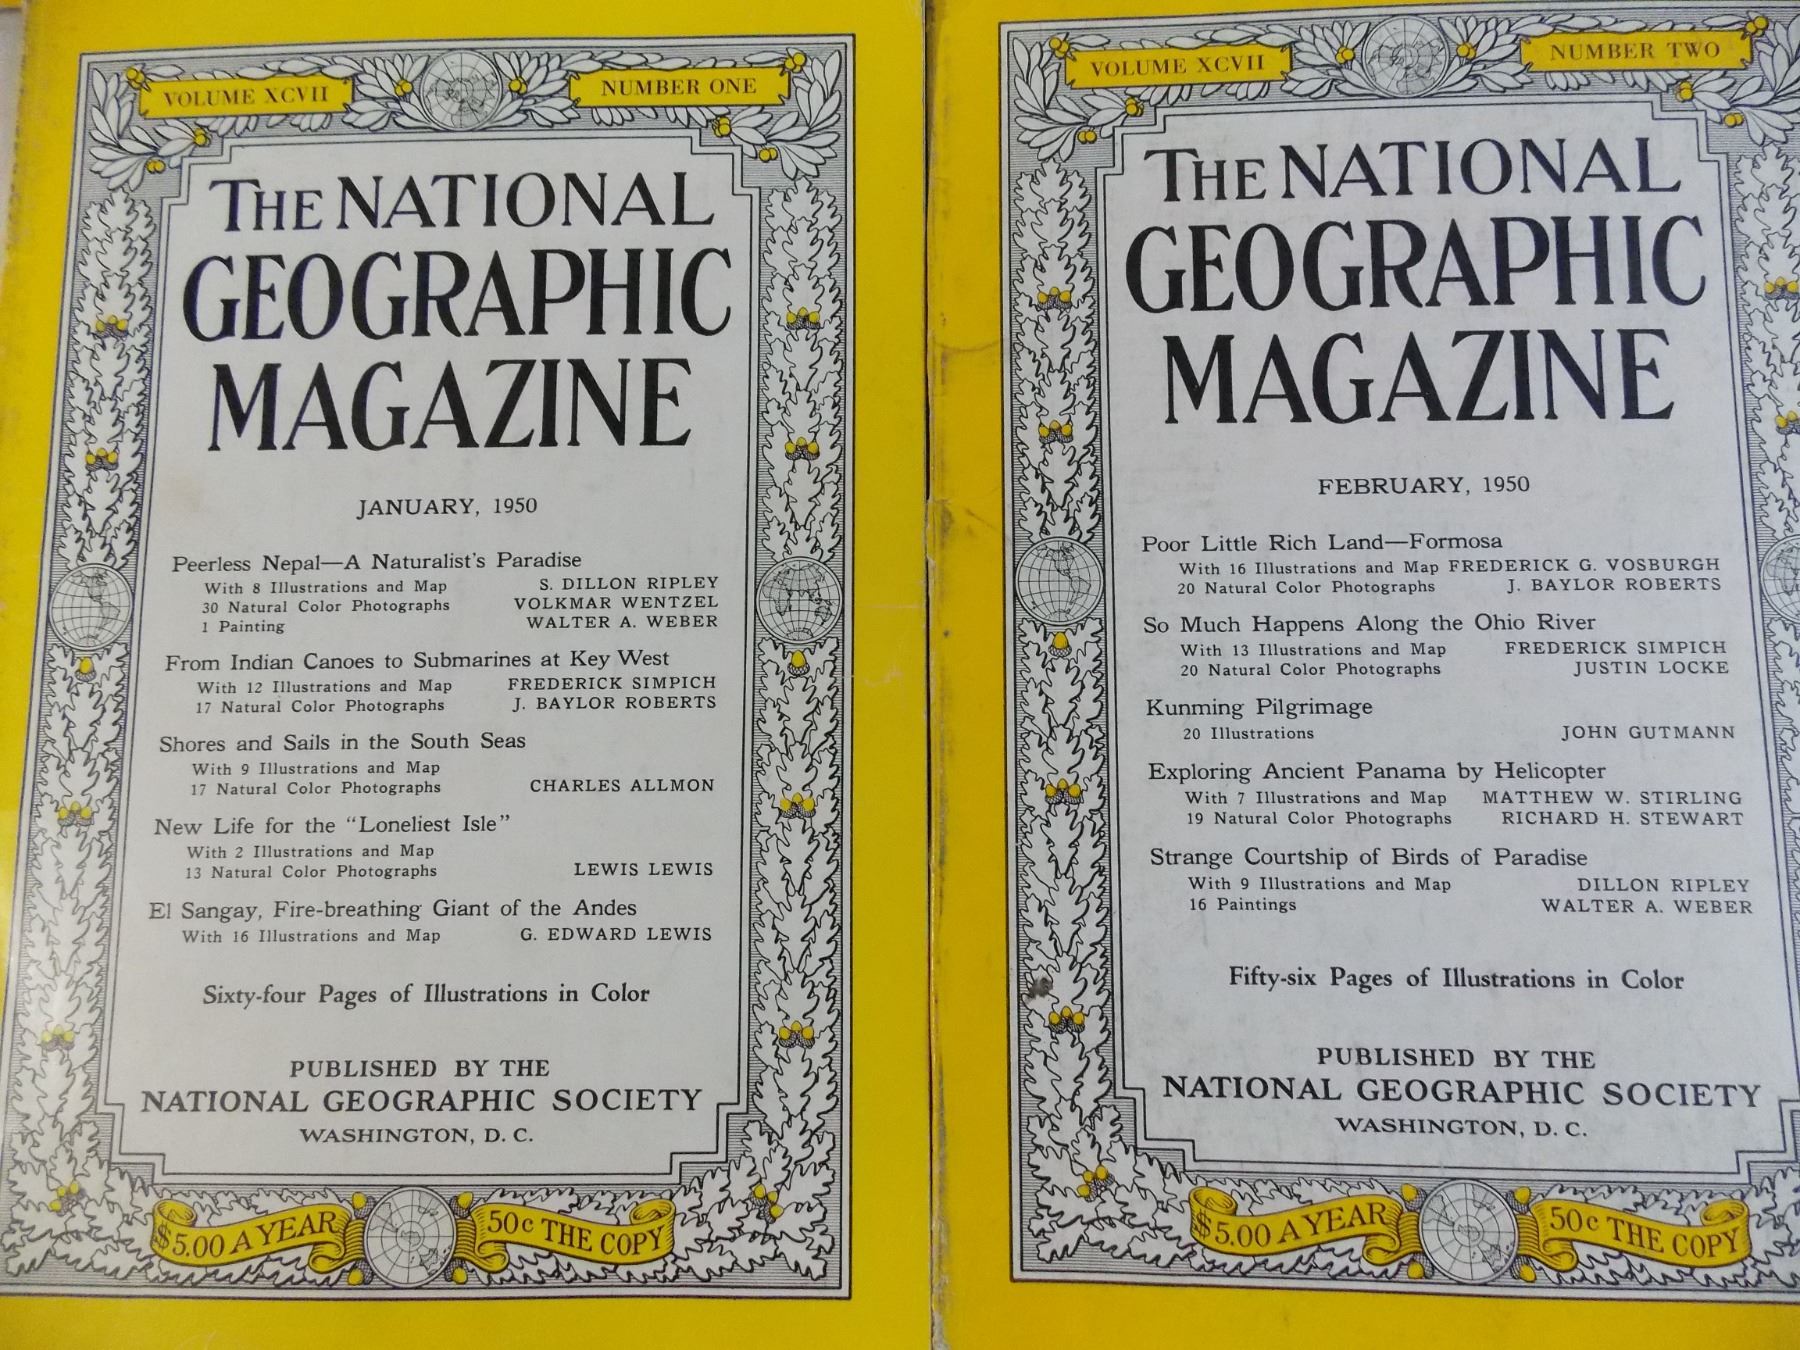 VOLUME XCVII
NUMBER ONE
THE NATIONAL
GEOGRAPHIC
MAGAZINE
JANUARY, 1950
Peerless Nepal—A Naturalist's Paradise
With 8 Illustrations and Map S. DILLON RIPLEY
30 Natural Color Photographs VOLKMAR WENTZEL
1 Painting WALTER A. WEBER
From Indian Canoes to Submarines at Key West
With 12 Illustrations and Map FREDERICK SIMPICH
17 Natural Color Photographs J. BAYLOR ROBERTS
Shores and Sails in the South Seas
With 9 Illustrations and Map
17 Natural Color Photographs CHARLES ALLMON
New Life for the “Loneliest Isle”
With 2 Illustrations and Map
13 Natural Color Photographs LEWIS LEWIS
El Sangay, Fire-breathing Giant of the Andes
With 16 Illustrations and Map G. EDWARD LEWIS
Sixty-four Pages of Illustrations in Color
PUBLISHED BY THE
NATIONAL GEOGRAPHIC SOCIETY
WASHINGTON, D. C.
$5.00 A YEAR
50c THE COPY
VOLUME XCVII
NUMBER TWO
THE NATIONAL
GEOGRAPHIC
MAGAZINE
FEBRUARY, 1950
Poor Little Rich Land—Formosa
With 16 Illustrations and Map FREDERICK G. VOSBURGH
20 Natural Color Photographs J. BAYLOR ROBERTS
So Much Happens Along the Ohio River
With 13 Illustrations and Map FREDERICK SIMPICH
20 Natural Color Photographs JUSTIN LOCKE
Kunming Pilgrimage
20 Illustrations JOHN GUTMANN
Exploring Ancient Panama by Helicopter
With 7 Illustrations and Map MATTHEW W. STIRLING
19 Natural Color Photographs RICHARD H. STEWART
Strange Courtship of Birds of Paradise
With 9 Illustrations and Map DILLON RIPLEY
16 Paintings WALTER A. WEBER
Fifty-six Pages of Illustrations in Color
PUBLISHED BY THE
NATIONAL GEOGRAPHIC SOCIETY
WASHINGTON, D. C.
$5.00 A YEAR
50c THE COPY